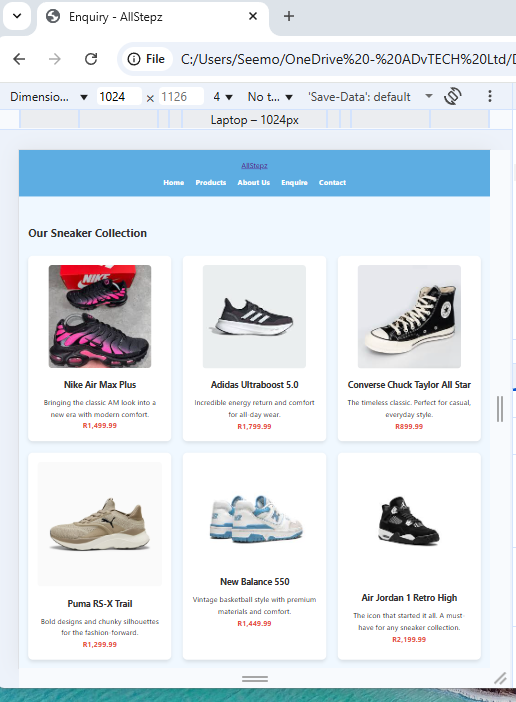 Enquiry - AllStepz
File
C:/Users/Seemo/OneDrive%20-%20ADvTECH%20Ltd/D
Dimensio... 1024 × 1126 4 No t... 'Save-Data': default
Laptop – 1024px
AllStepz
Home Products About Us Enquire Contact
Our Sneaker Collection
NIKE
Nike Air Max Plus
Bringing the classic AM look into a
new era with modern comfort.
R1,499.99
Adidas Ultraboost 5.0
Incredible energy return and comfort
for all-day wear.
R1,799.99
Converse Chuck Taylor All Star
The timeless classic. Perfect for casual,
everyday style.
R899.99
Puma RS-X Trail
Bold designs and chunky silhouettes
for the fashion-forward.
R1,299.99
New Balance 550
Vintage basketball style with premium
materials and comfort.
R1,449.99
Air Jordan 1 Retro High
The icon that started it all. A must
have for any sneaker collection.
R2,199.99